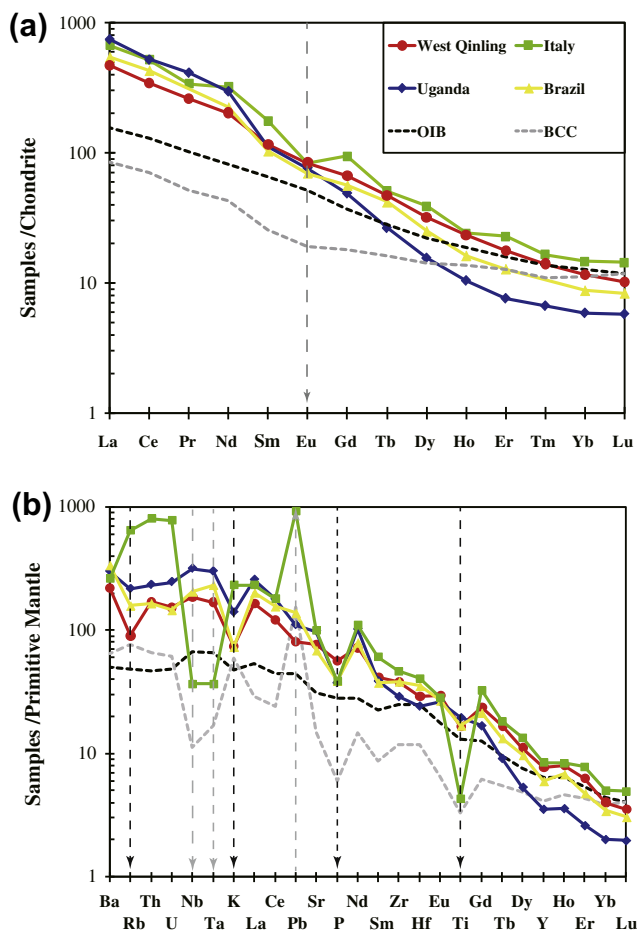 (a)
West Qinling Italy
Uganda Brazil
OIB BCC
Samples /Chondrite
1000
100
10
1
La Ce Pr Nd Sm Eu Gd Tb Dy Ho Er Tm Yb Lu
(b)
Samples /Primitive Mantle
1000
100
10
1
Ba Th Nb K Ce Sr Nd Zr Eu Gd Dy Ho Yb
Rb U Ta La Pb P Sm Hf Ti Tb Y Er Lu